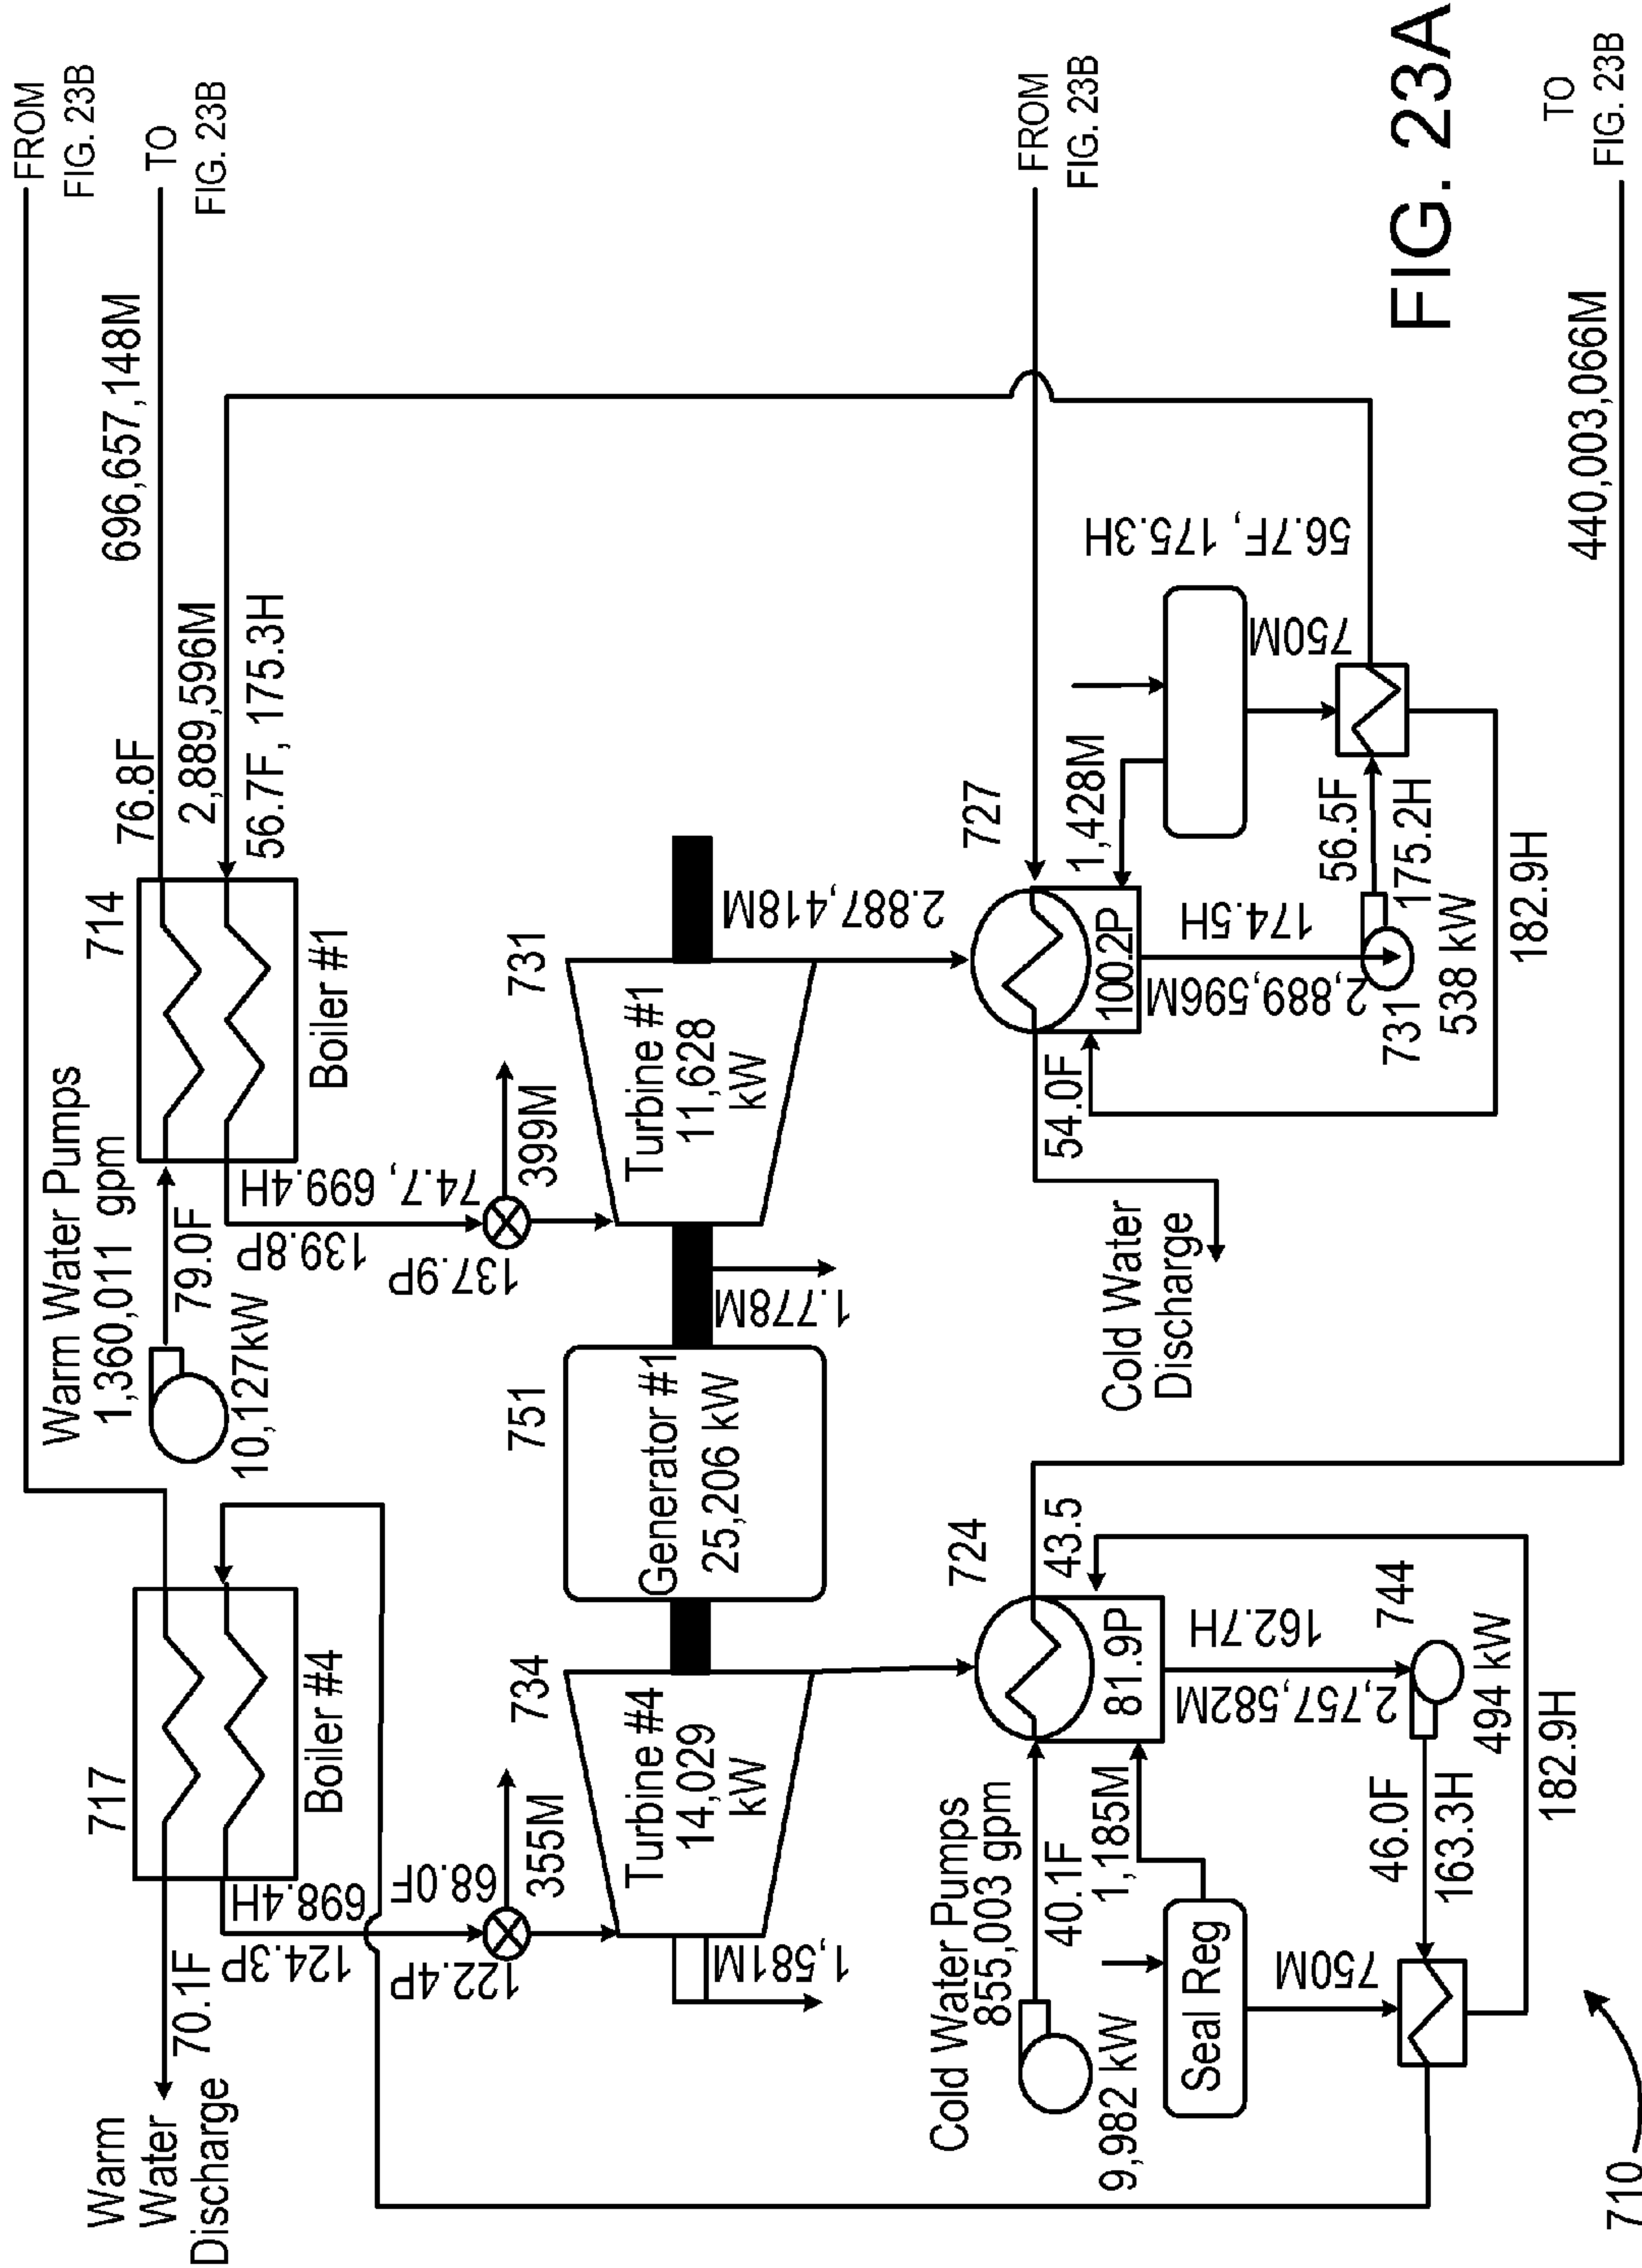 FROM
FIG. 23B
TO
FIG. 23B
696,657,148M
76.8F
2,889,596M
56.7F, 175.3H
714
Boiler #1
Warm Water Pumps
1,360,011 gpm
79.0F
10,127kW
717
Boiler #4
Warm
Water
Discharge
70.1F
698.4H
124.3P
68.0F
122.4P
355M
139.8P
74.7, 699.4H
137.9P
399M
734
Turbine #4
14,029
kW
1,581M
751
Generator #1
25,206 kW
1.778M
731
Turbine #1
11,628
kW
2.887,418M
FROM
FIG. 23B
727
100.2P
54.0F
Cold Water
Discharge
1,428M
56.7F, 175.3H
750M
174.5H
2,889,596M
56.5F
175.2H
731
538 kW
182.9H
724
43.5
81.9P
Cold Water Pumps
855,003 gpm
40.1F
9,982 kW
1,185M
Seal Reg
750M
162.7H
2,757,582M
744
494 kW
46.0F
163.3H
182.9H
440,003,066M
TO
FIG. 23B
710
FIG. 23A